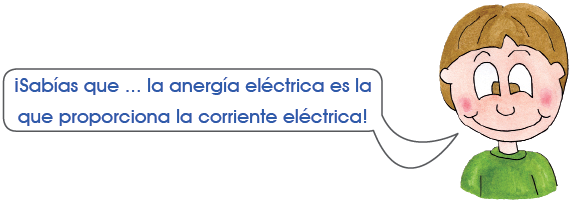 ¡Sabías que ... la anergía eléctrica es la
que proporciona la corriente eléctrica!